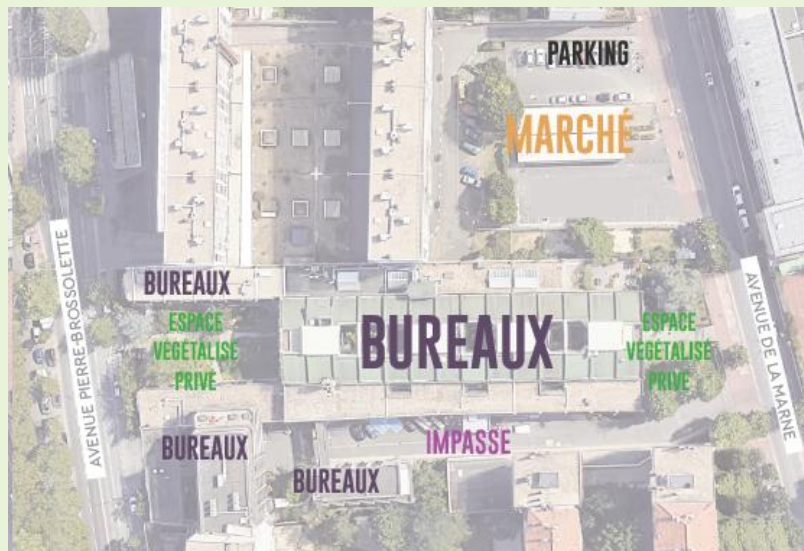 PARKING
MARCHÉ
AVENUE PIERRE-BROSSOLETTE
BUREAUX
ESPACE
VÉGÉTALISÉ
PRIVÉ
BUREAUX
ESPACE
VÉGÉTALISÉ
PRIVÉ
AVENUE DE LA MARNE
BUREAUX
IMPASSE
BUREAUX